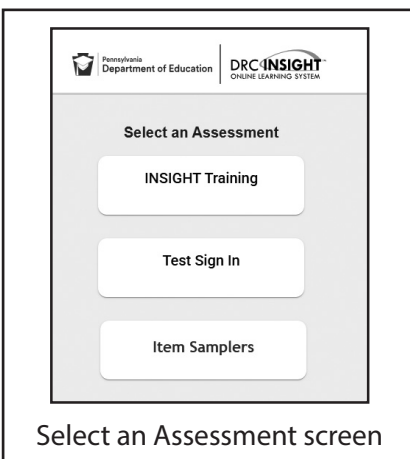 Pennsylvania
Department of Education
DRC INSIGHT™
ONLINE LEARNING SYSTEM
Select an Assessment
INSIGHT Training
Test Sign In
Item Samplers
Select an Assessment screen